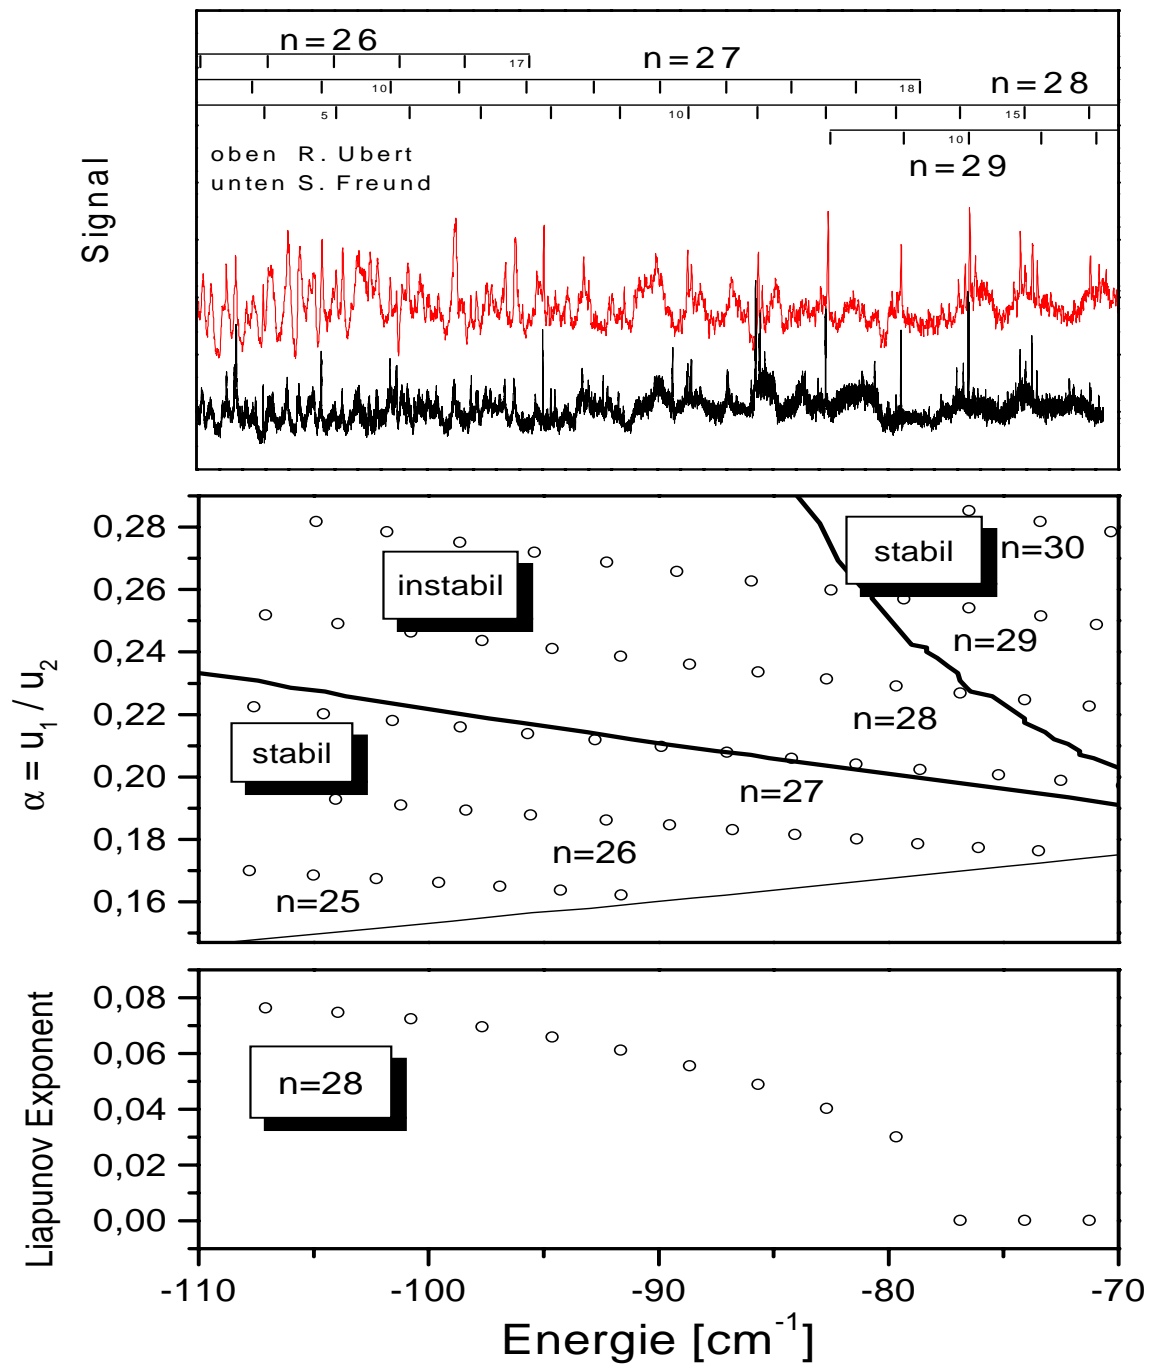 n=26
17
n=27
10
18
n=28
5
10
15
10
n=29
oben R. Ubert
unten S. Freund
Signal
0,28
0,26
0,24
0,22
0,20
0,18
0,16
α = u₁ / u₂
stabil
n=30
instabil
n=29
n=28
stabil
n=27
n=26
n=25
0,08
0,06
0,04
0,02
0,00
Liapunov Exponent
n=28
-110
-100
-90
-80
-70
Energie [cm⁻¹]